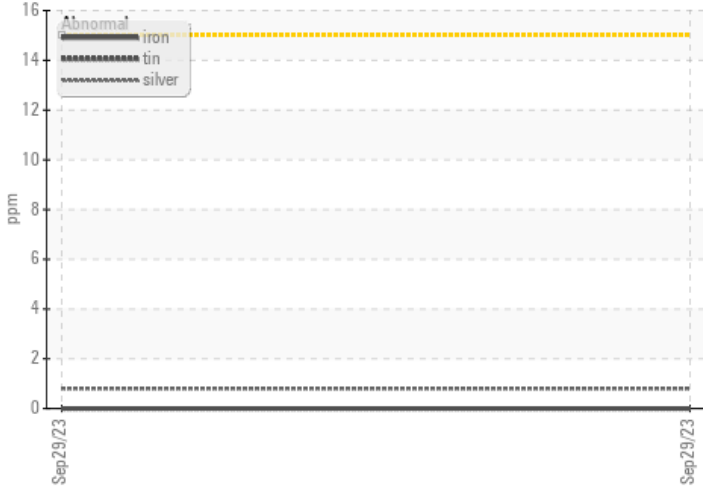 16
14
12
10
8
6
4
2
0
ppm
Abnormal
iron
tin
silver
Sep29/23
Sep29/23